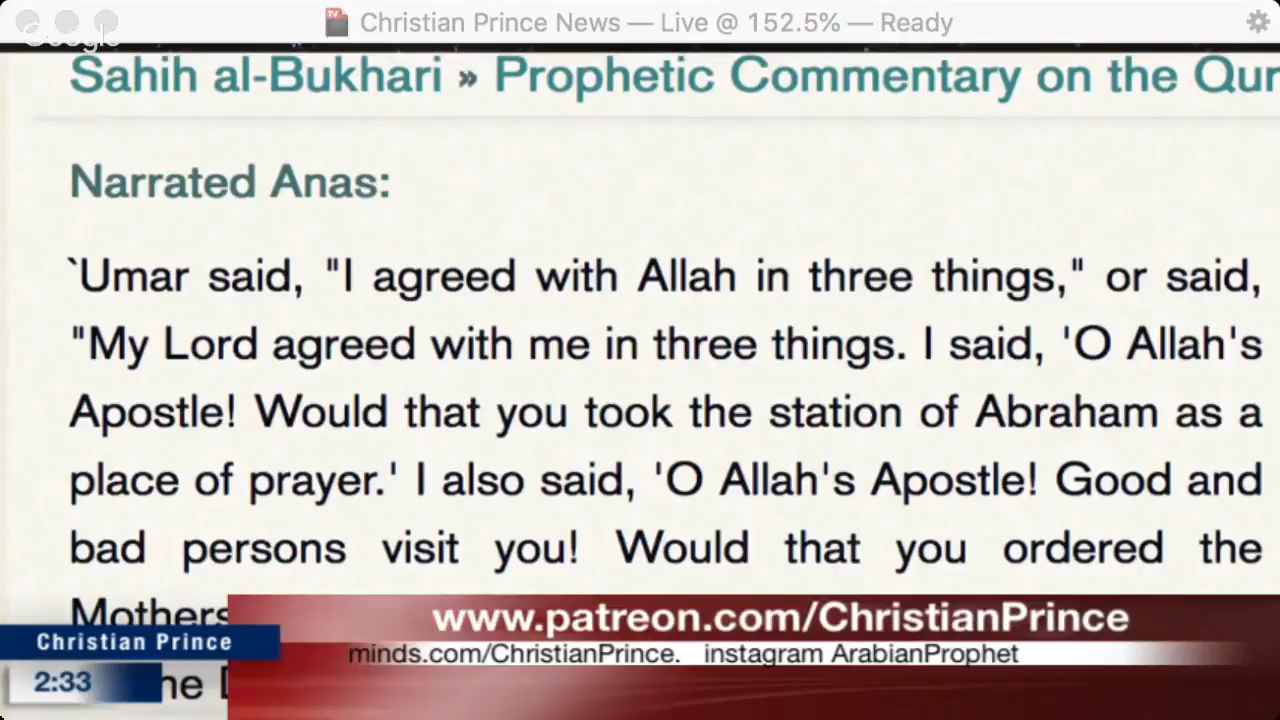 Christian Prince News — Live @ 152.5% — Ready
Google
Sahih al-Bukhari » Prophetic Commentary on the Qur
Narrated Anas:
`Umar said, "I agreed with Allah in three things," or said,
"My Lord agreed with me in three things. I said, 'O Allah's
Apostle! Would that you took the station of Abraham as a
place of prayer.' I also said, 'O Allah's Apostle! Good and
bad persons visit you! Would that you ordered the
Mothers
www.patreon.com/ChristianPrince
Christian Prince
minds.com/ChristianPrince. instagram ArabianProphet
2:33